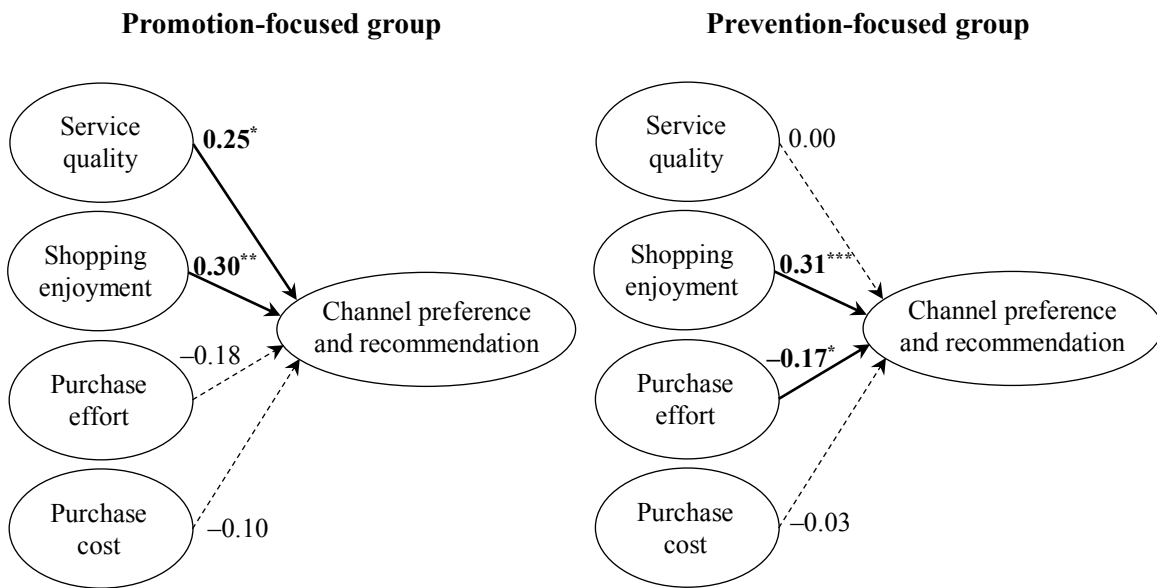 Promotion-focused group
Service
quality
0.25*
Shopping
enjoyment
0.30**
Channel preference
and recommendation
–0.18
Purchase
effort
Purchase
cost
–0.10
Prevention-focused group
Service
quality
0.00
Shopping
enjoyment
0.31***
Channel preference
and recommendation
–0.17*
Purchase
effort
Purchase
cost
–0.03